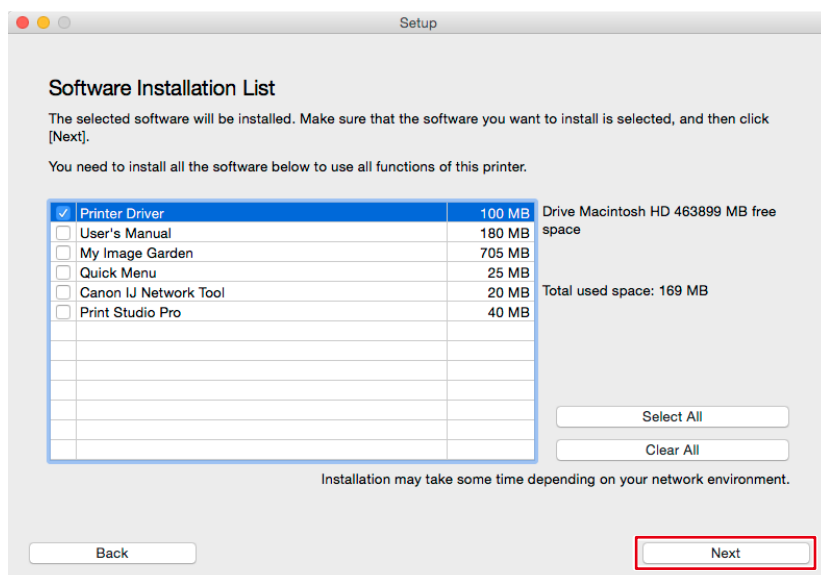 Setup
Software Installation List
The selected software will be installed. Make sure that the software you want to install is selected, and then click
[Next].
You need to install all the software below to use all functions of this printer.
Printer Driver 100 MB
User's Manual 180 MB
My Image Garden 705 MB
Quick Menu 25 MB
Canon IJ Network Tool 20 MB
Print Studio Pro 40 MB
Drive Macintosh HD 463899 MB free
space
Total used space: 169 MB
Select All
Clear All
Installation may take some time depending on your network environment.
Back
Next